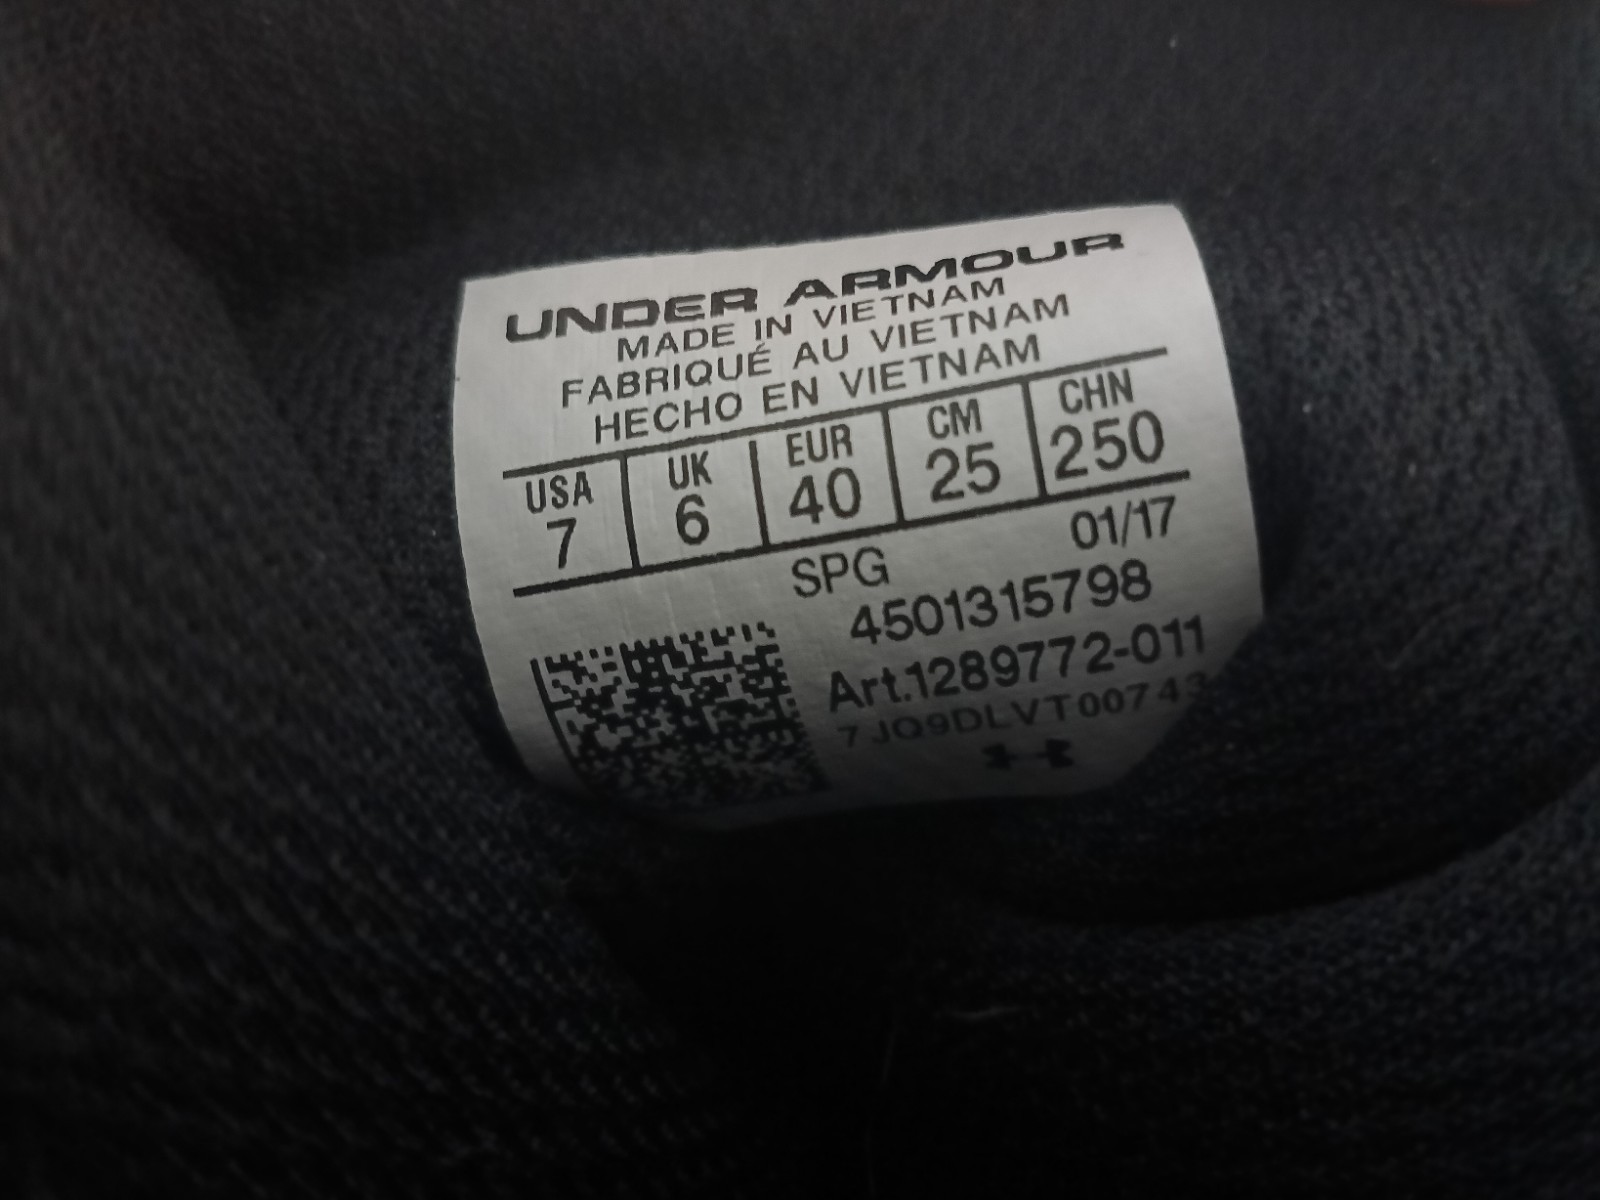 UNDER ARMOUR
MADE IN VIETNAM
FABRIQUÉ AU VIETNAM
HECHO EN VIETNAM
USA UK EUR CM CHN
7 6 40 25 250
SPG 01/17
4501315798
Art.1289772-011
7JQ9DLVT00743